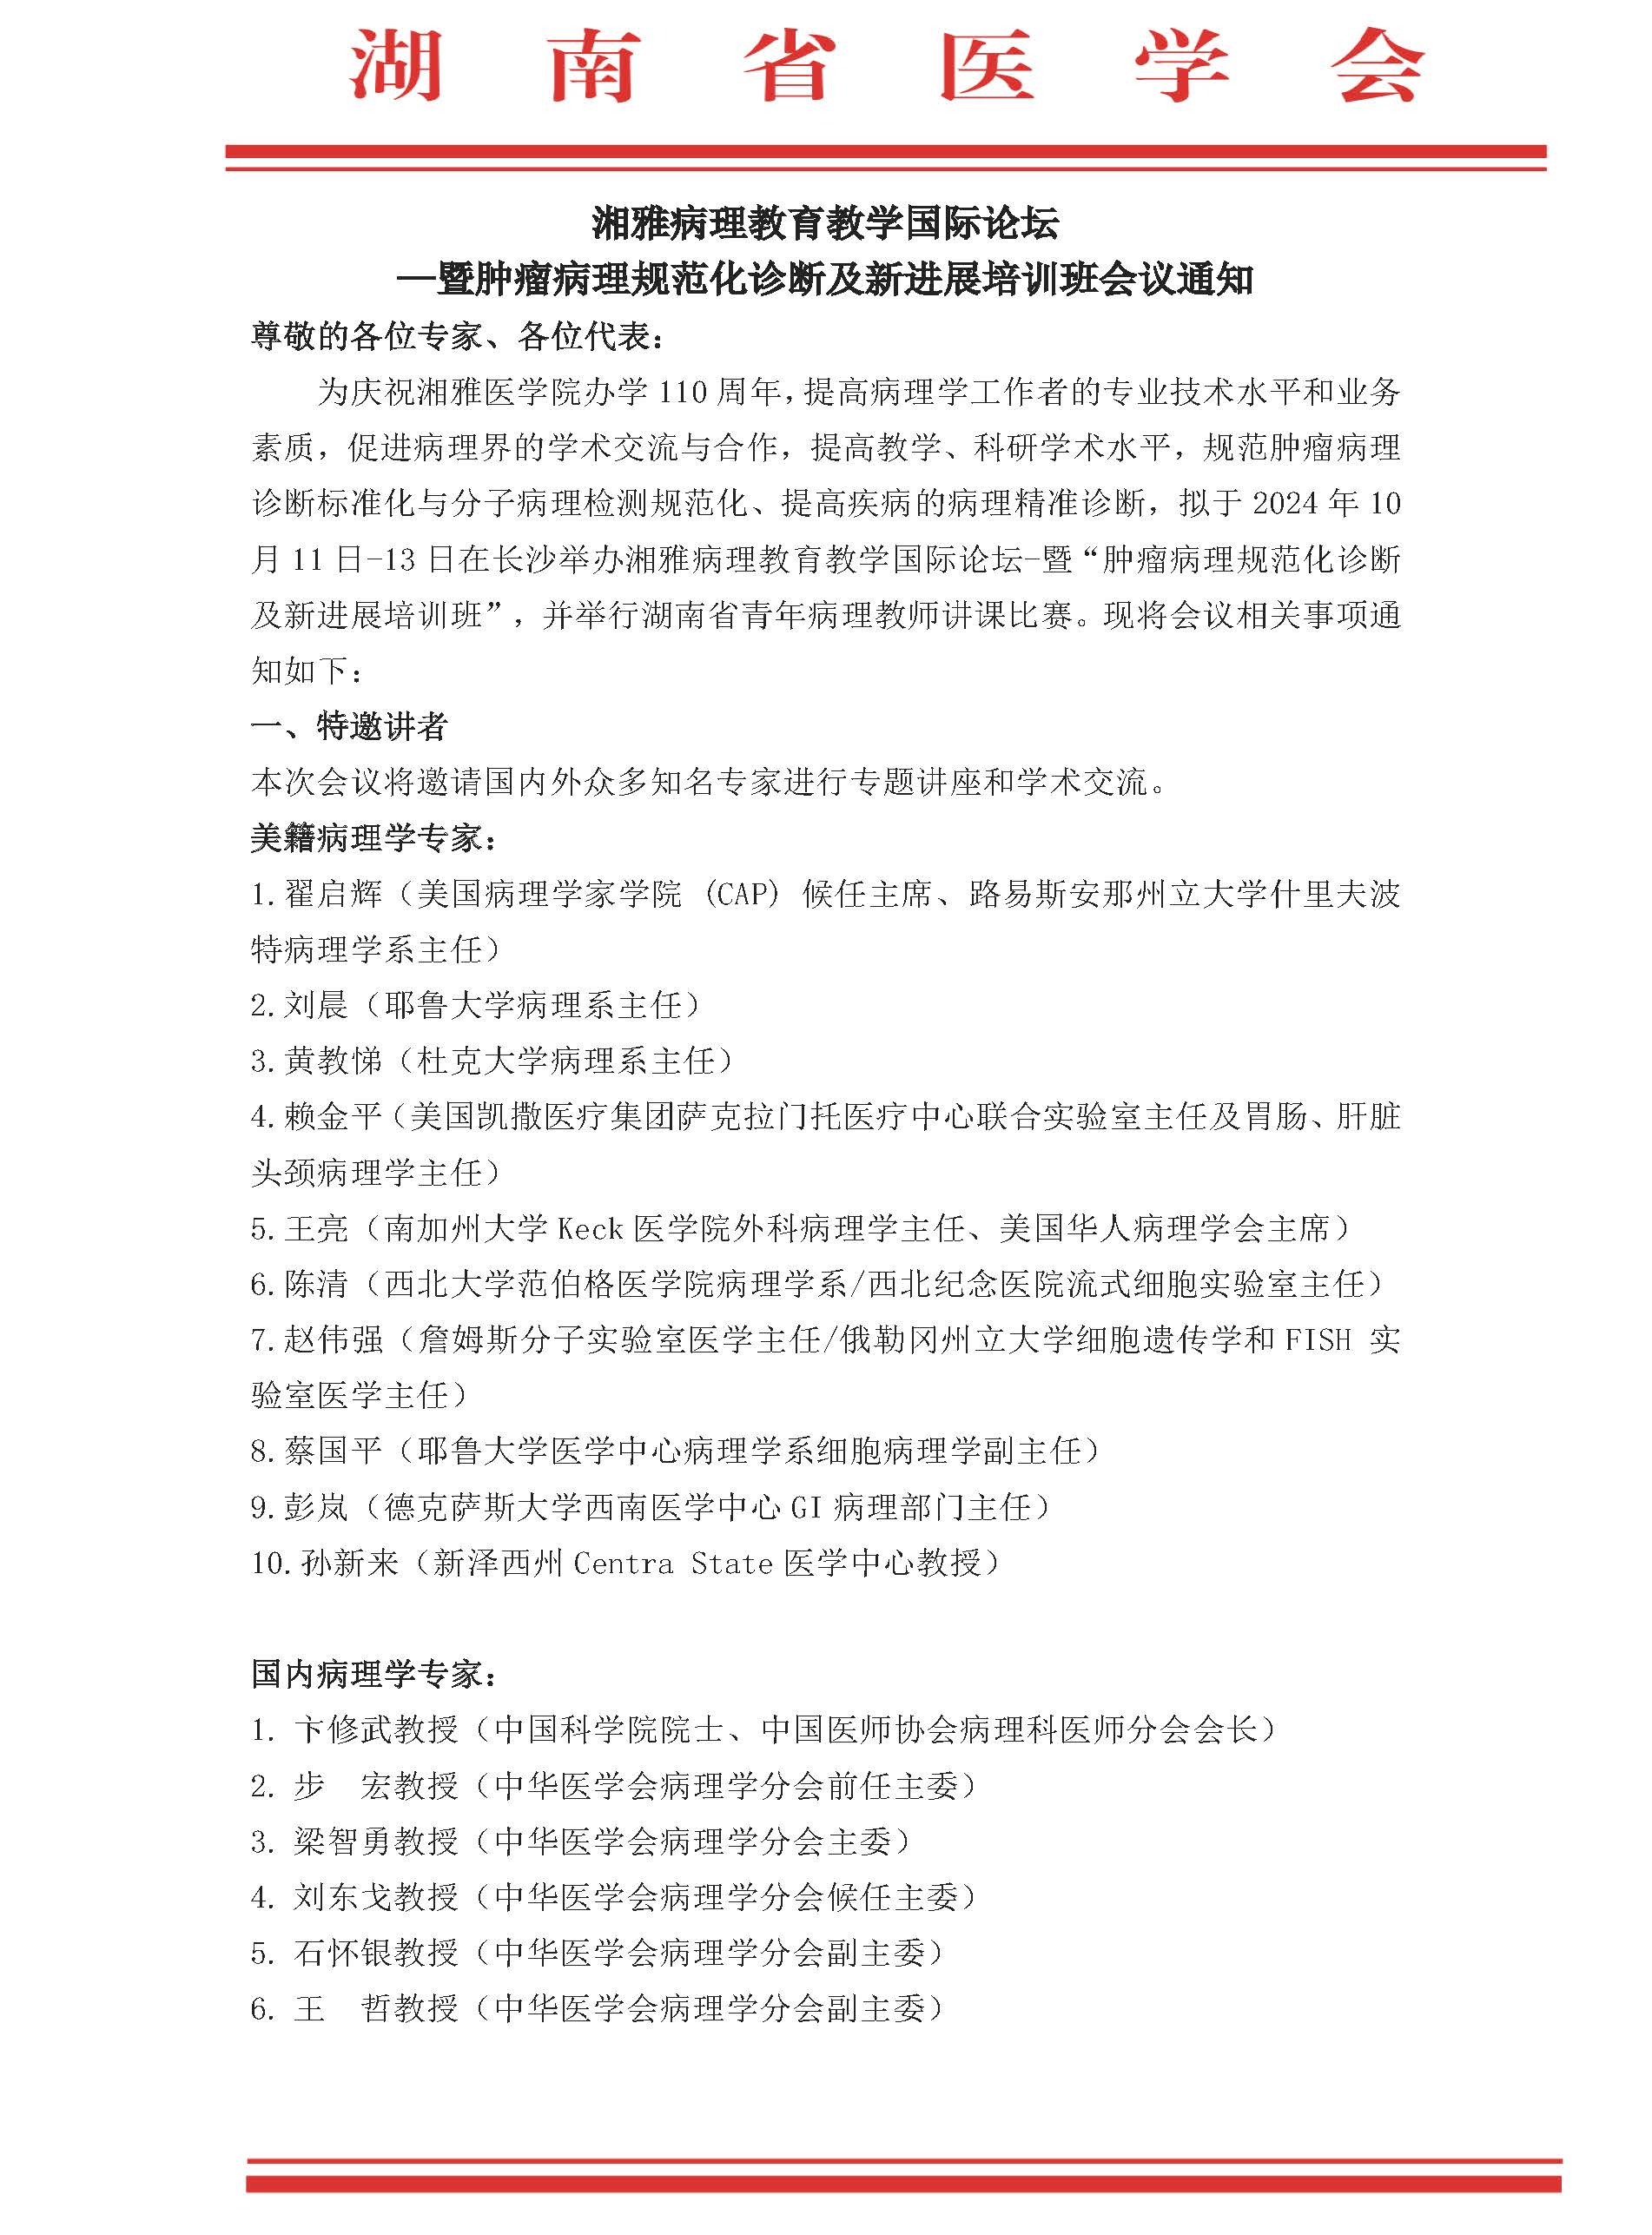 湖南省医学会
湘雅病理教育教学国际论坛
—暨肿瘤病理规范化诊断及新进展培训班会议通知
尊敬的各位专家、各位代表：
为庆祝湘雅医学院办学 110 周年，提高病理学工作者的专业技术水平和业务
素质，促进病理界的学术交流与合作，提高教学、科研学术水平，规范肿瘤病理
诊断标准化与分子病理检测规范化、提高疾病的病理精准诊断，拟于 2024 年 10
月 11 日-13 日在长沙举办湘雅病理教育教学国际论坛-暨“肿瘤病理规范化诊断
及新进展培训班”，并举行湖南省青年病理教师讲课比赛。现将会议相关事项通
知如下：
一、特邀讲者
本次会议将邀请国内外众多知名专家进行专题讲座和学术交流。
美籍病理学专家：
1.翟启辉（美国病理学家学院 (CAP) 候任主席、路易斯安那州立大学什里夫波
特病理学系主任）
2.刘晨（耶鲁大学病理系主任）
3.黄教悌（杜克大学病理系主任）
4.赖金平（美国凯撒医疗集团萨克拉门托医疗中心联合实验室主任及胃肠、肝脏
头颈病理学主任）
5.王亮（南加州大学 Keck 医学院外科病理学主任、美国华人病理学会主席）
6.陈清（西北大学范伯格医学院病理学系/西北纪念医院流式细胞实验室主任）
7.赵伟强（詹姆斯分子实验室医学主任/俄勒冈州立大学细胞遗传学和 FISH 实
验室医学主任）
8.蔡国平（耶鲁大学医学中心病理学系细胞病理学副主任）
9.彭岚（德克萨斯大学西南医学中心 GI 病理部门主任）
10.孙新来（新泽西州 Centra State 医学中心教授）
国内病理学专家：
1. 卞修武教授（中国科学院院士、中国医师协会病理科医师分会会长）
2. 步　宏教授（中华医学会病理学分会前任主委）
3. 梁智勇教授（中华医学会病理学分会主委）
4. 刘东戈教授（中华医学会病理学分会候任主委）
5. 石怀银教授（中华医学会病理学分会副主委）
6. 王　哲教授（中华医学会病理学分会副主委）